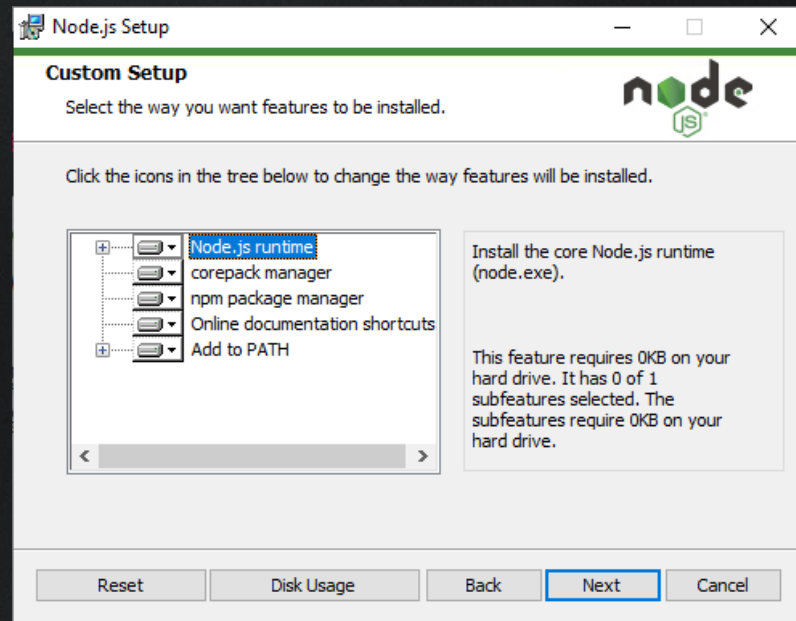 Node.js Setup
Custom Setup
Select the way you want features to be installed.
node
JS
Click the icons in the tree below to change the way features will be installed.
Node.js runtime
corepack manager
npm package manager
Online documentation shortcuts
Add to PATH
Install the core Node.js runtime
(node.exe).
This feature requires 0KB on your
hard drive. It has 0 of 1
subfeatures selected. The
subfeatures require 0KB on your
hard drive.
Reset
Disk Usage
Back
Next
Cancel